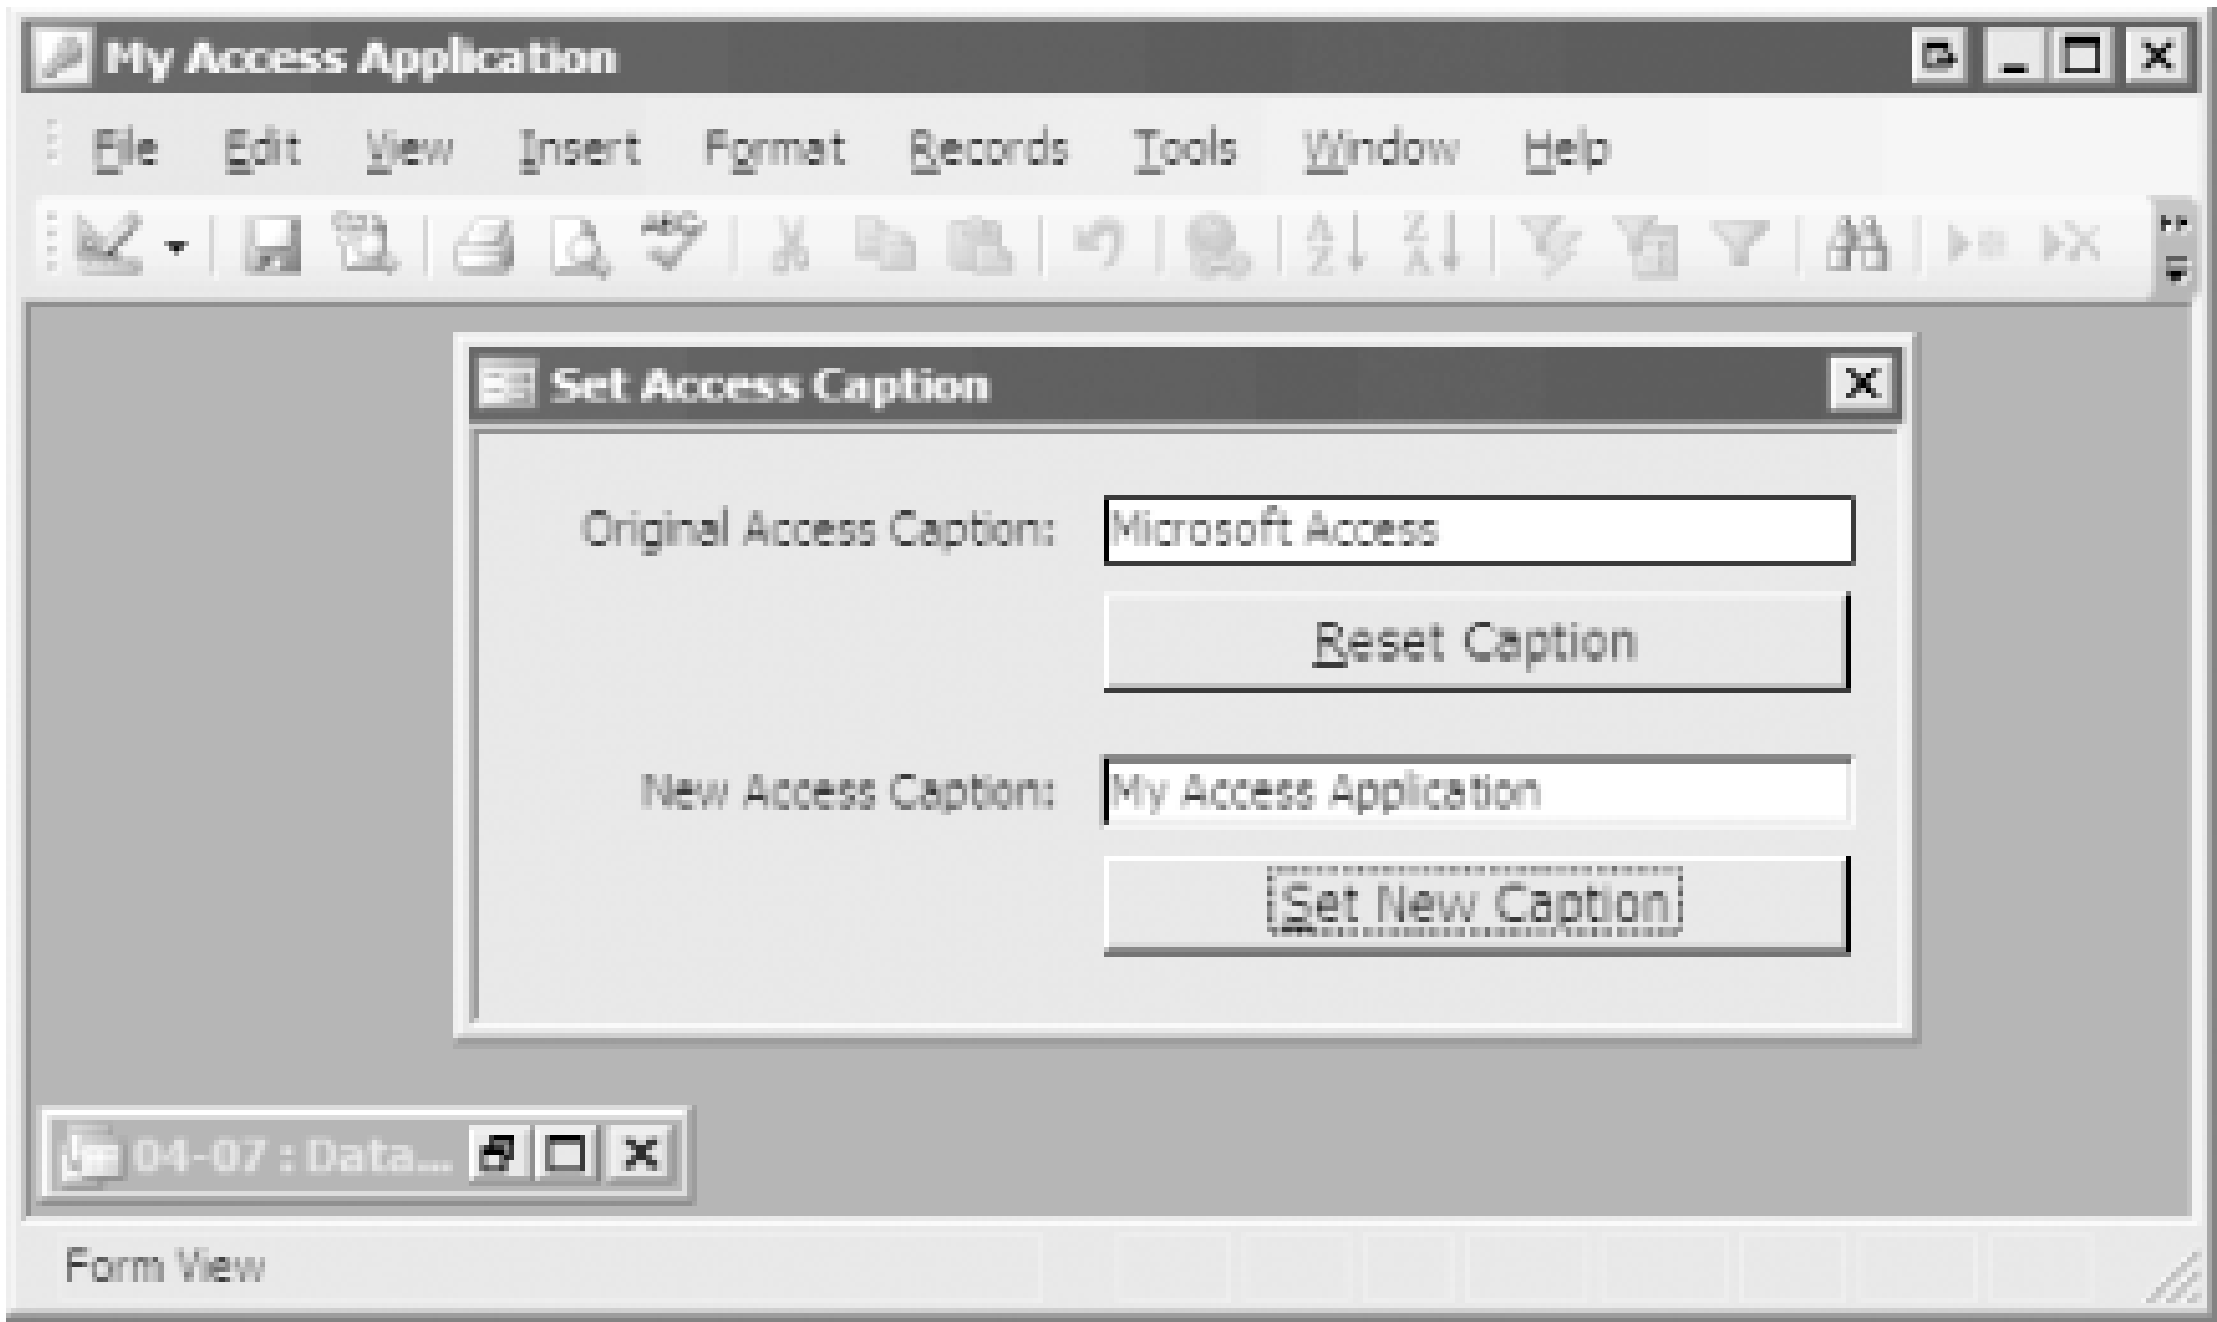 My Access Application
File Edit View Insert Format Records Tools Window Help
Set Access Caption
Original Access Caption: Microsoft Access
Reset Caption
New Access Caption: My Access Application
Set New Caption
04-07 : Data...
Form View